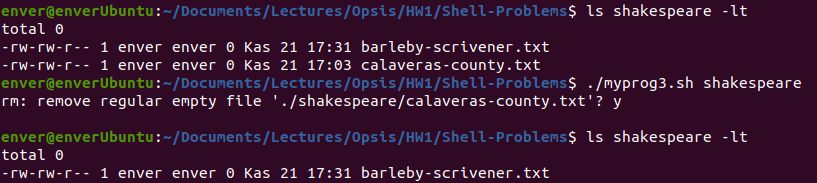 enver@enverUbuntu:~/Documents/Lectures/Opsis/HW1/Shell-Problems$ ls shakespeare -lt
total 0
-rw-rw-r-- 1 enver enver 0 Kas 21 17:31 barleby-scrivener.txt
-rw-rw-r-- 1 enver enver 0 Kas 21 17:03 calaveras-county.txt
enver@enverUbuntu:~/Documents/Lectures/Opsis/HW1/Shell-Problems$ ./myprog3.sh shakespeare
rm: remove regular empty file './shakespeare/calaveras-county.txt'? y
enver@enverUbuntu:~/Documents/Lectures/Opsis/HW1/Shell-Problems$ ls shakespeare -lt
total 0
-rw-rw-r-- 1 enver enver 0 Kas 21 17:31 barleby-scrivener.txt